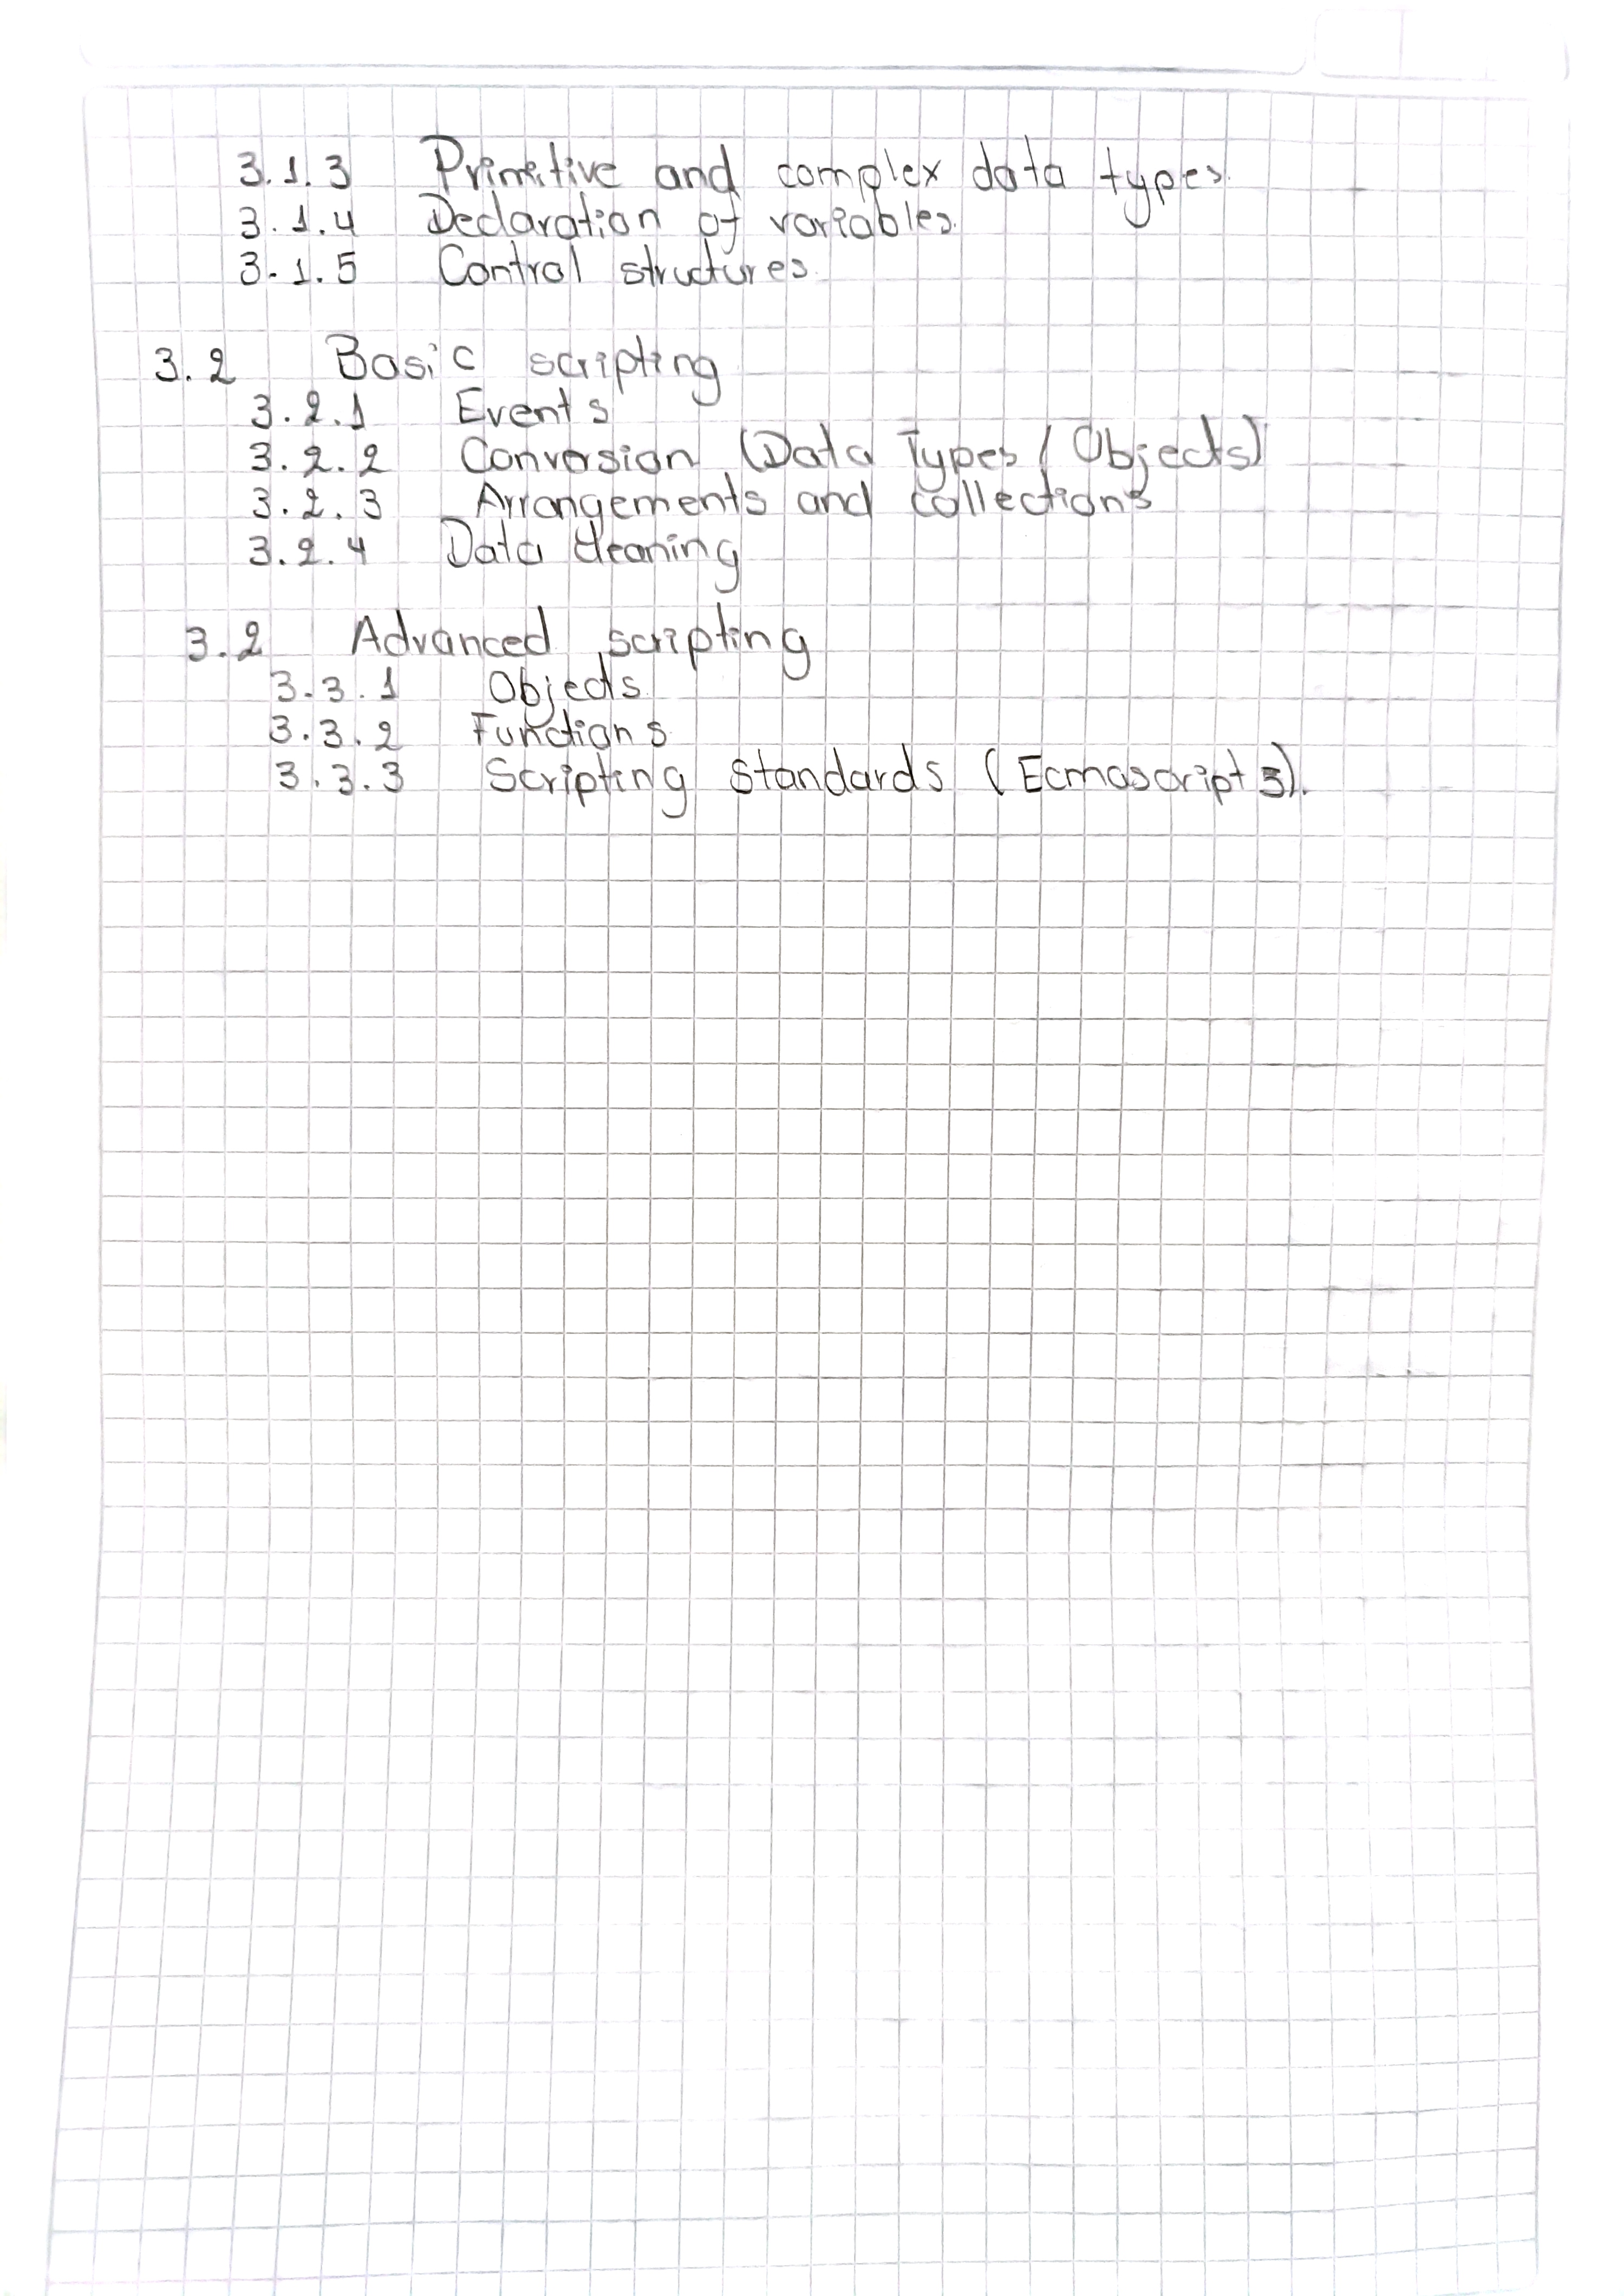 3.1.3 Primitive and complex data types.
3.1.4 Declaration of variables.
3.1.5 Control structures.
3.2 Basic scripting
3.2.1 Events
3.2.2 Conversion (Data Types / Objects)
3.2.3 Arrangements and collections
3.2.4 Data cleaning
3.2 Advanced scripting
3.3.1 Objects.
3.3.2 Functions
3.3.3 Scripting standards (Ecmascript 5).